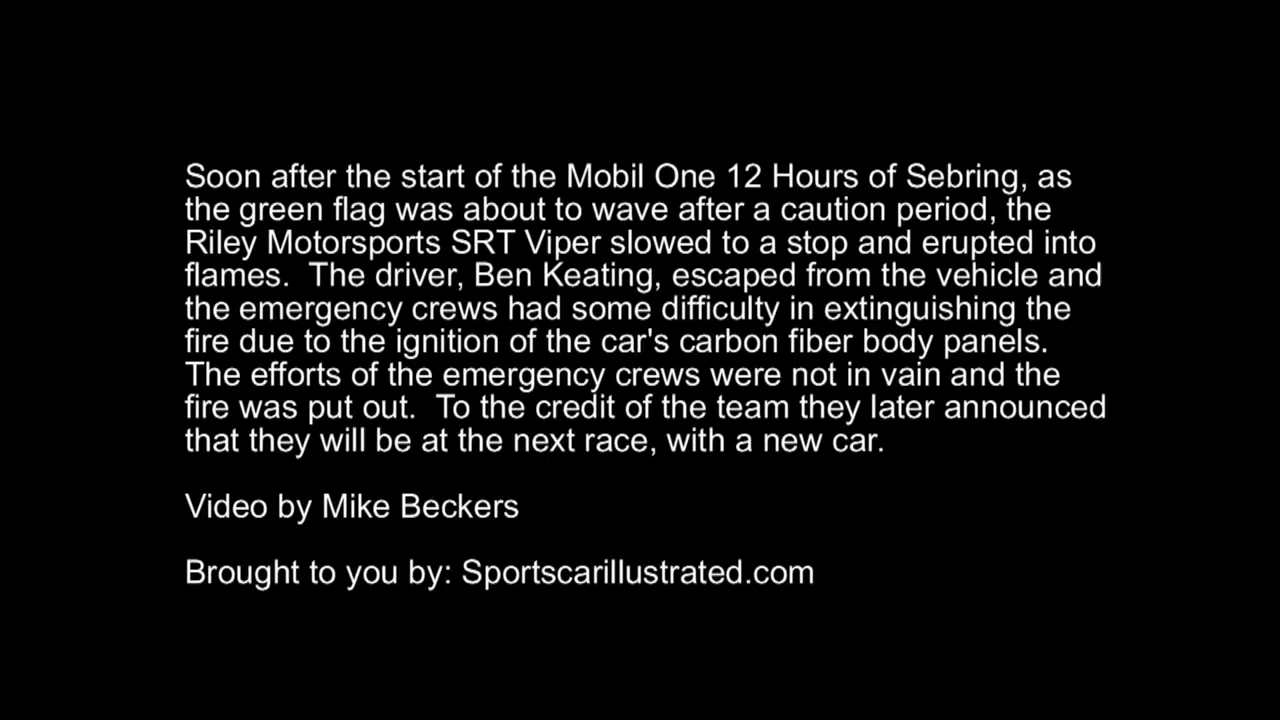 Soon after the start of the Mobil One 12 Hours of Sebring, as
the green flag was about to wave after a caution period, the
Riley Motorsports SRT Viper slowed to a stop and erupted into
flames.  The driver, Ben Keating, escaped from the vehicle and
the emergency crews had some difficulty in extinguishing the
fire due to the ignition of the car's carbon fiber body panels.
The efforts of the emergency crews were not in vain and the
fire was put out.  To the credit of the team they later announced
that they will be at the next race, with a new car.
Video by Mike Beckers
Brought to you by: Sportscarillustrated.com